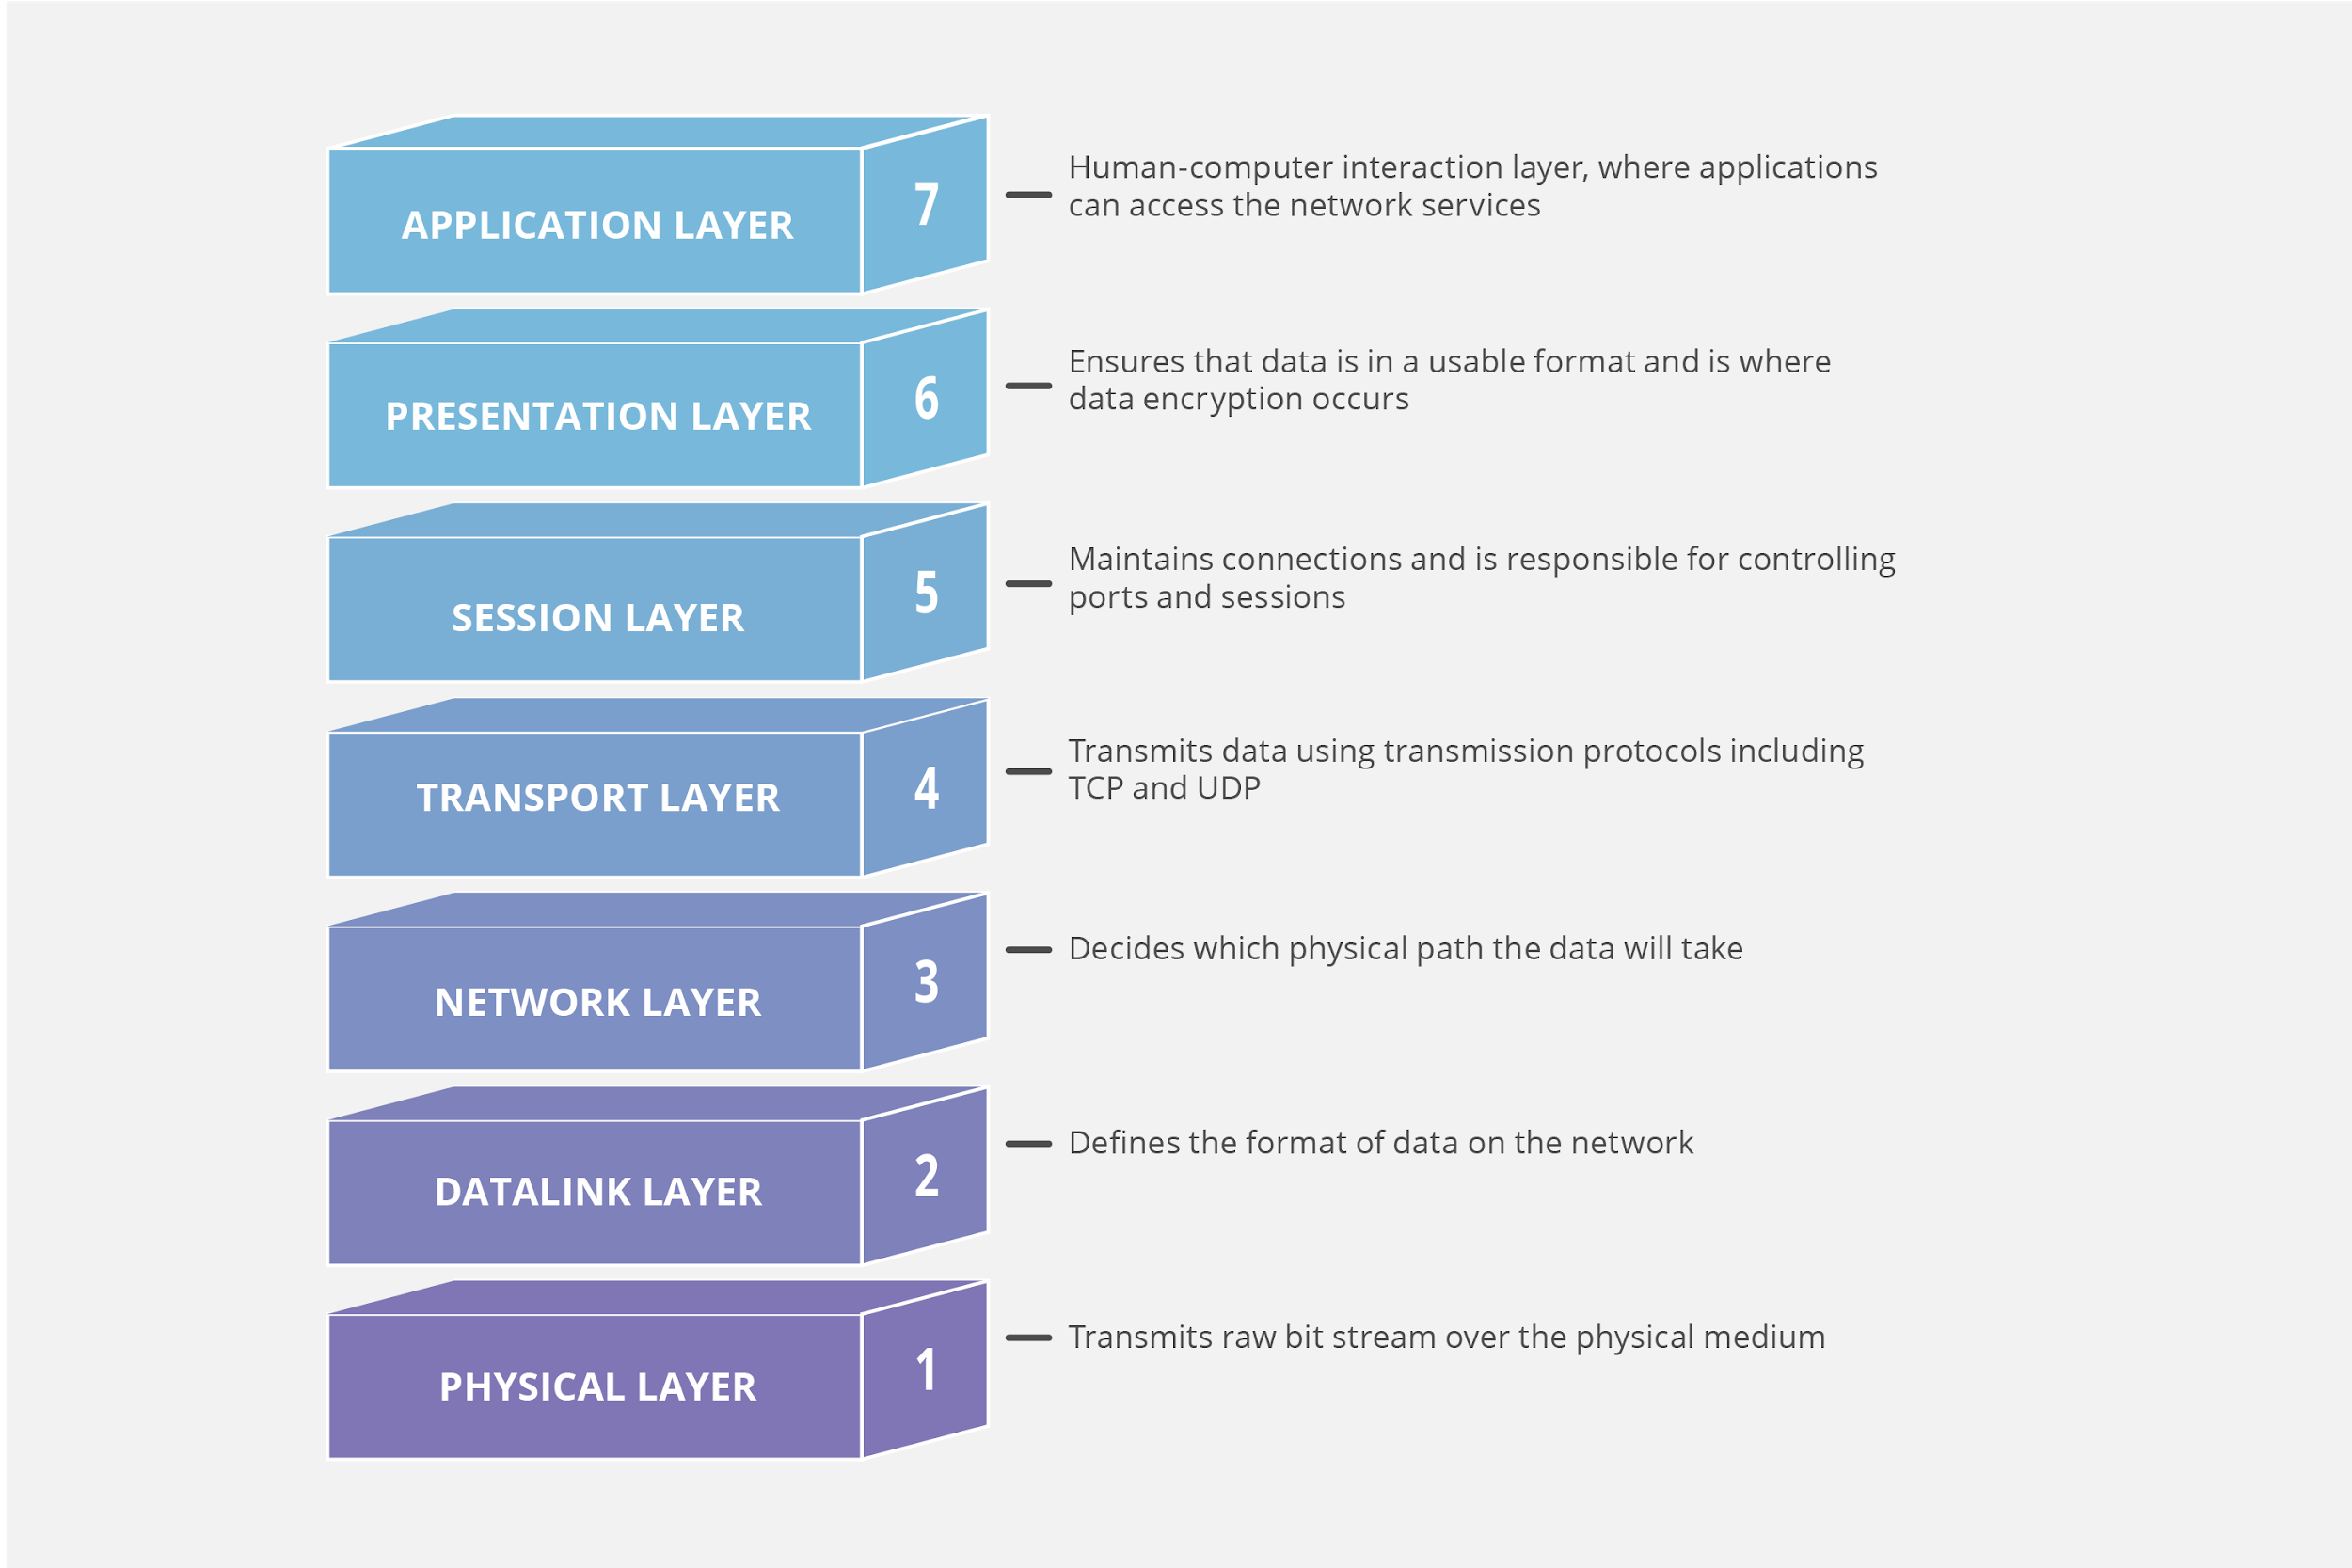 APPLICATION LAYER
7
Human-computer interaction layer, where applications
can access the network services
PRESENTATION LAYER
6
Ensures that data is in a usable format and is where
data encryption occurs
SESSION LAYER
5
Maintains connections and is responsible for controlling
ports and sessions
TRANSPORT LAYER
4
Transmits data using transmission protocols including
TCP and UDP
NETWORK LAYER
3
Decides which physical path the data will take
DATALINK LAYER
2
Defines the format of data on the network
PHYSICAL LAYER
1
Transmits raw bit stream over the physical medium